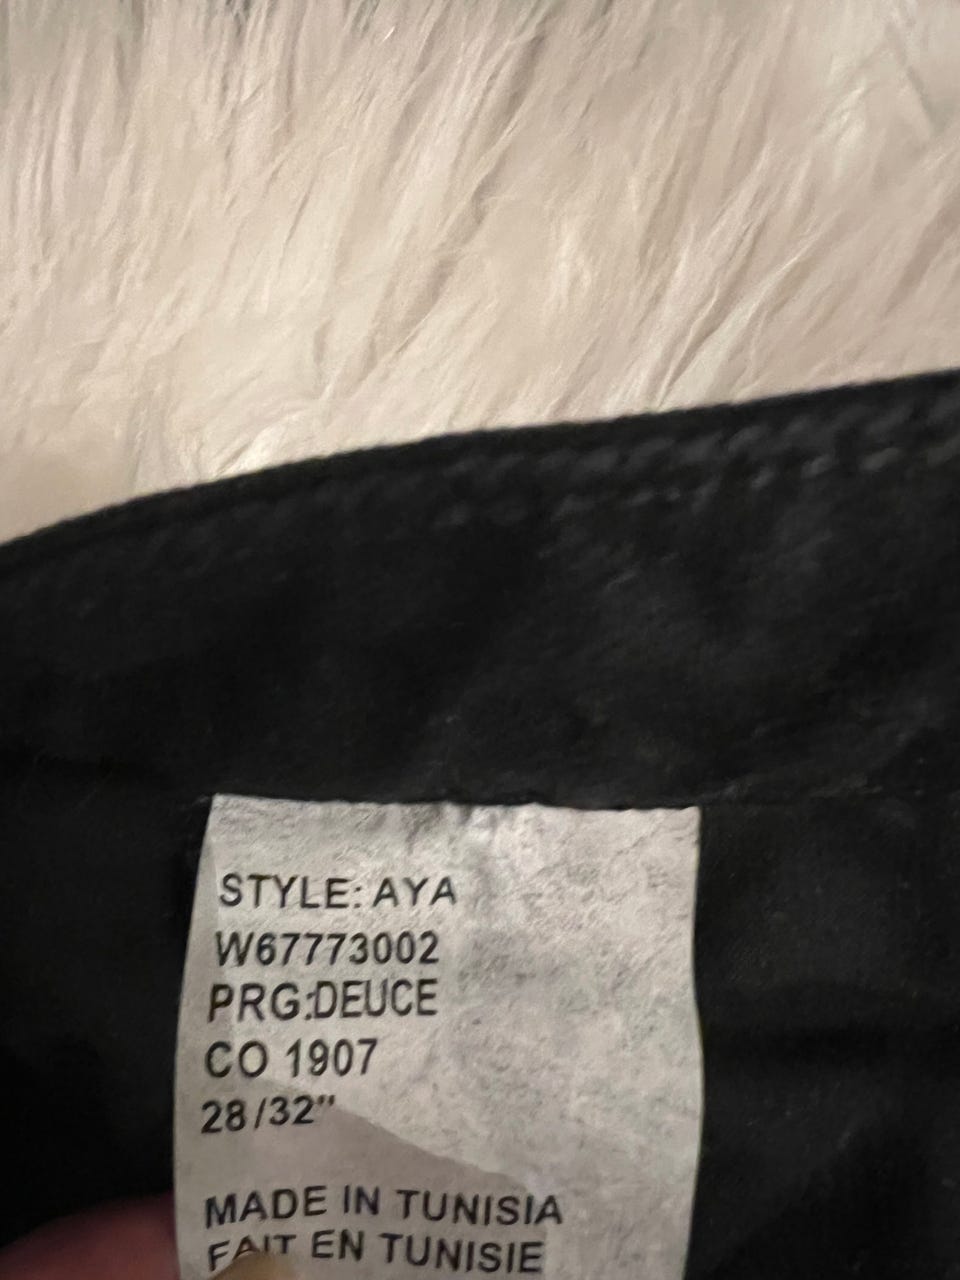 STYLE: AYA
W67773002
PRG:DEUCE
CO 1907
28/32"
MADE IN TUNISIA
FAIT EN TUNISIE